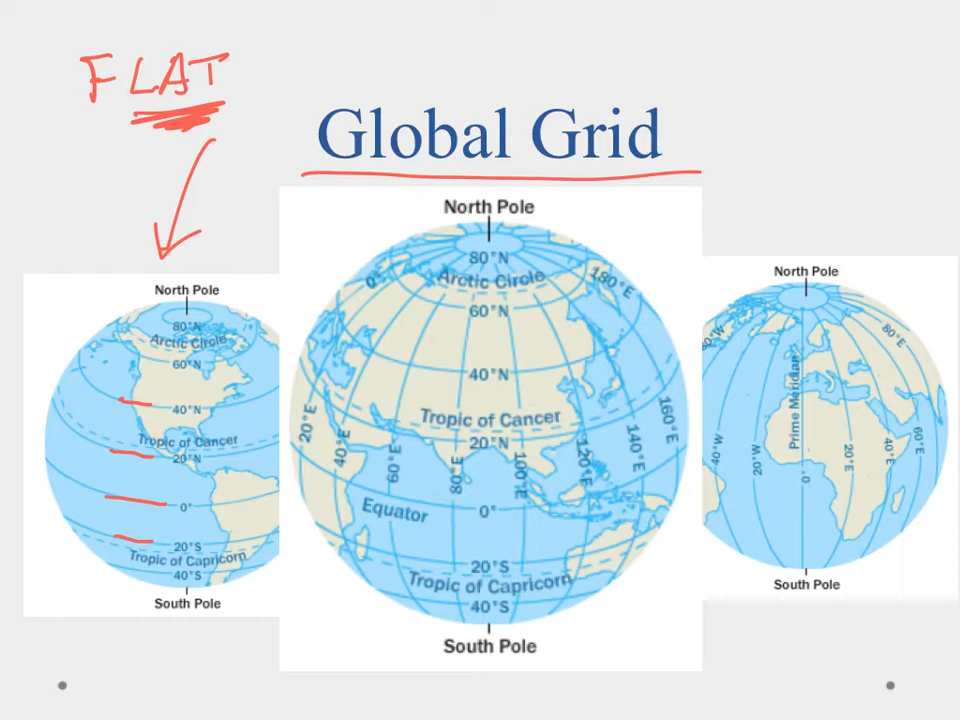 FLAT
Global Grid
North Pole
80°N
Arctic Circle
60°N
40°N
Tropic of Cancer
20°N
0°
20°S
Tropic of Capricorn
40°S
South Pole
North Pole
80°N
0°
Arctic Circle
180°E
60°N
40°N
Tropic of Cancer
20°N
20°E
40°E
60°E
80°E
100°E
120°E
140°E
160°E
Equator
0°
20°S
Tropic of Capricorn
40°S
South Pole
North Pole
80°E
Prime Meridian
40°W
20°W
0°
20°E
40°E
60°E
South Pole